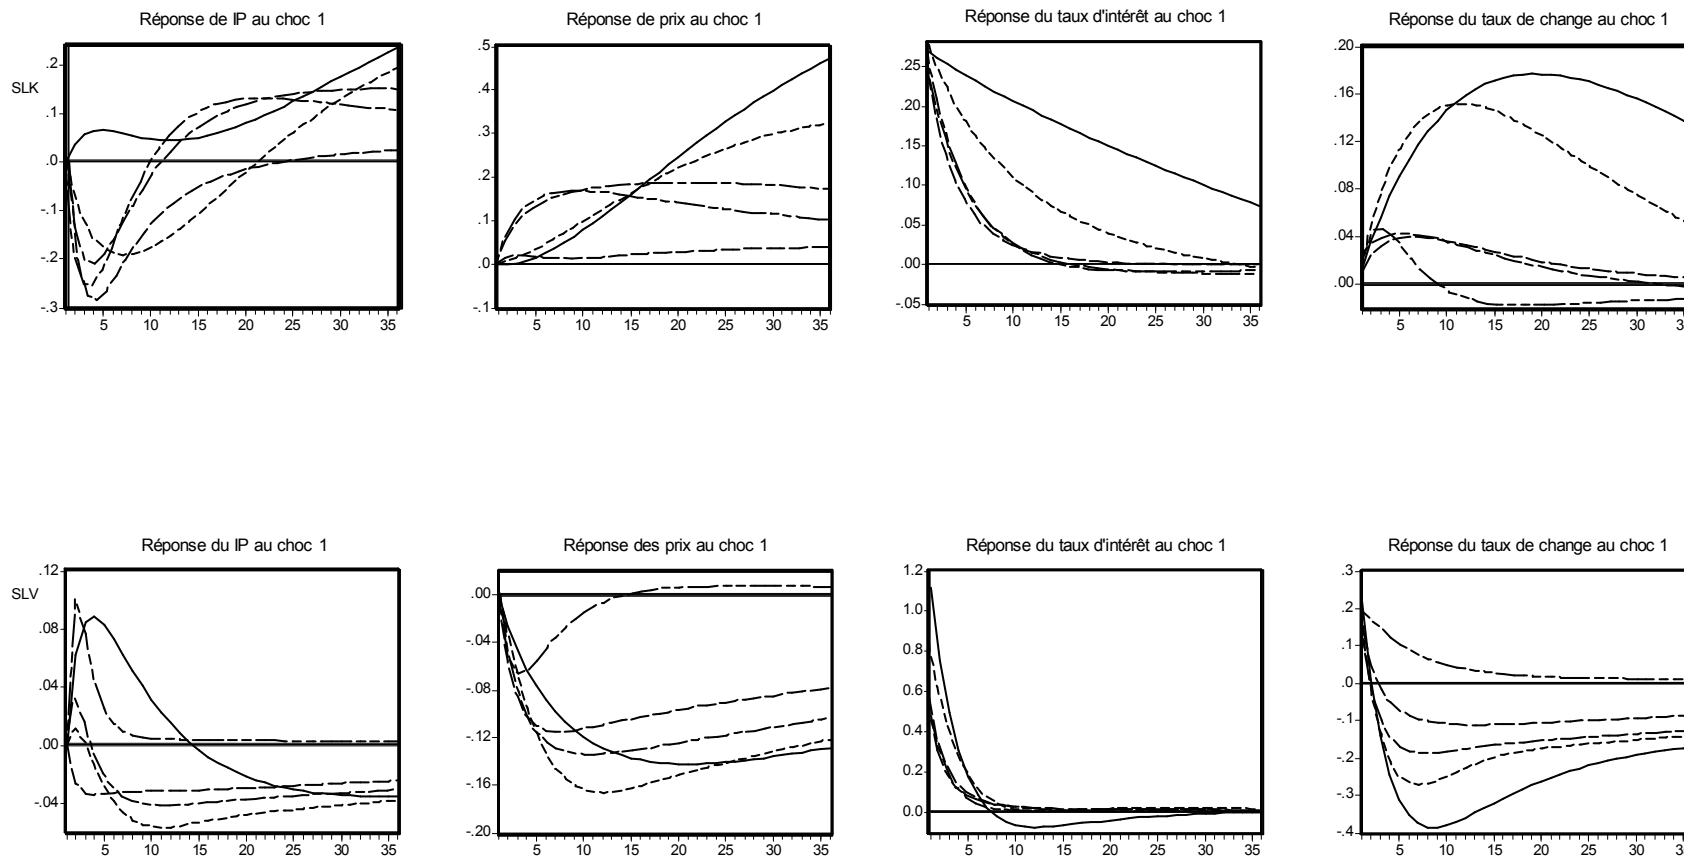 Réponse de IP au choc 1
Réponse de prix au choc 1
Réponse du taux d'intérêt au choc 1
Réponse du taux de change au choc 1
SLK
.2
.1
.0
-.1
-.2
-.3
5 10 15 20 25 30 35
.5
.4
.3
.2
.1
.0
-.1
5 10 15 20 25 30 35
.25
.20
.15
.10
.05
.00
-.05
5 10 15 20 25 30 35
.20
.16
.12
.08
.04
.00
5 10 15 20 25 30 35
Réponse du IP au choc 1
Réponse des prix au choc 1
Réponse du taux d'intérêt au choc 1
Réponse du taux de change au choc 1
SLV
.12
.08
.04
.00
-.04
5 10 15 20 25 30 35
.00
-.04
-.08
-.12
-.16
-.20
5 10 15 20 25 30 35
1.2
1.0
0.8
0.6
0.4
0.2
0.0
5 10 15 20 25 30 35
.3
.2
.1
.0
-.1
-.2
-.3
-.4
5 10 15 20 25 30 35